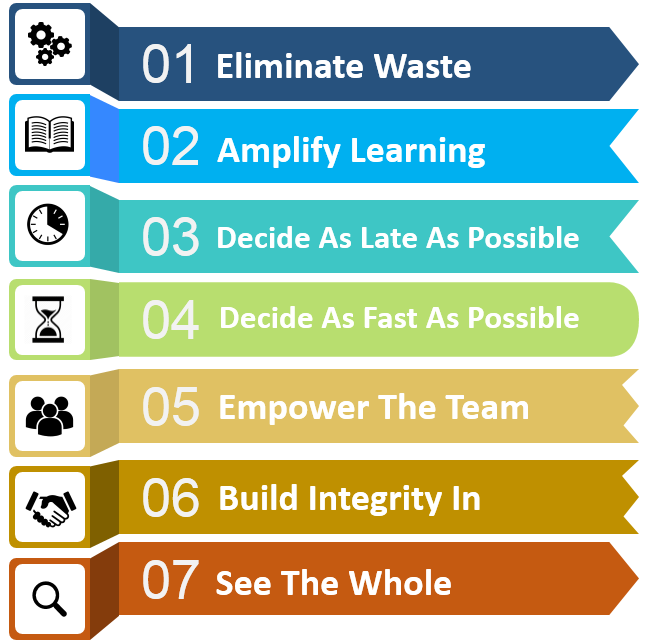 01 Eliminate Waste
02 Amplify Learning
03 Decide As Late As Possible
04 Decide As Fast As Possible
05 Empower The Team
06 Build Integrity In
07 See The Whole